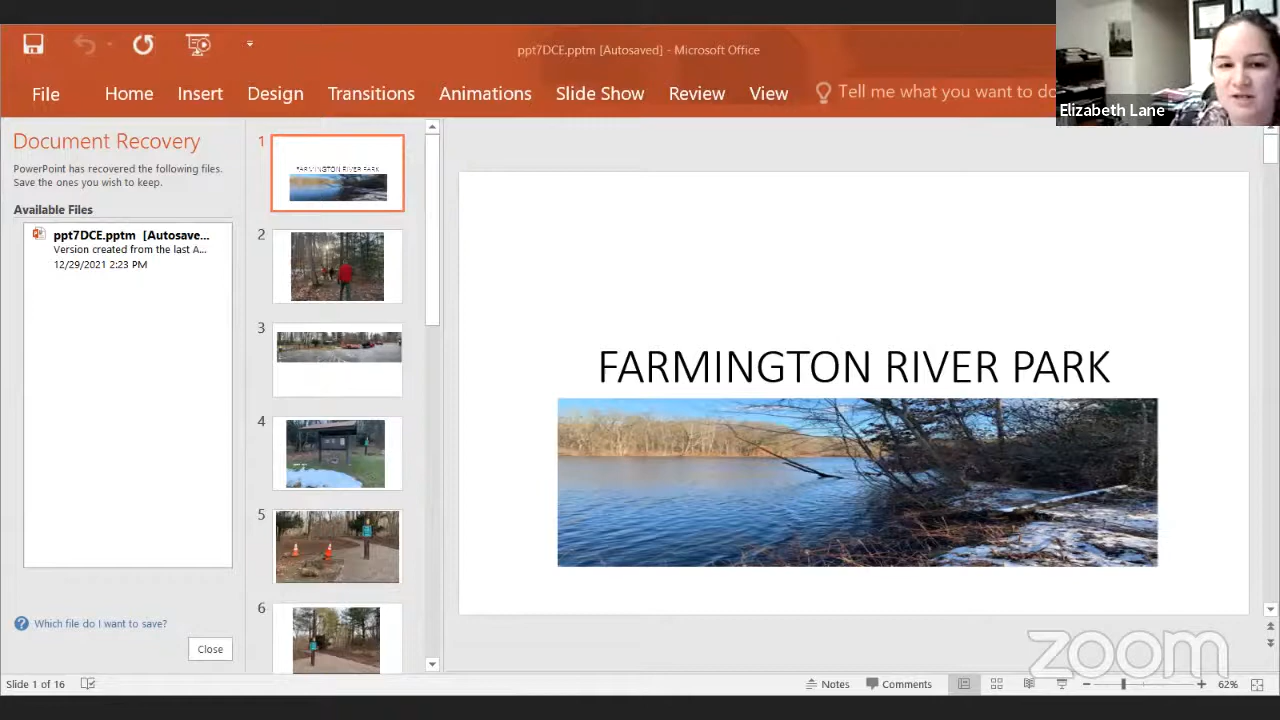 ppt7DCE.pptm [Autosaved] - Microsoft Office
File Home Insert Design Transitions Animations Slide Show Review View Tell me what you want to do
Elizabeth Lane
Document Recovery
PowerPoint has recovered the following files.
Save the ones you wish to keep.
Available Files
ppt7DCE.pptm [Autosave...
Version created from the last A...
12/29/2021 2:23 PM
Which file do I want to save?
Close
1
FARMINGTON RIVER PARK
2
3
4
5
6
FARMINGTON RIVER PARK
zoom
Slide 1 of 16
Notes Comments 62%